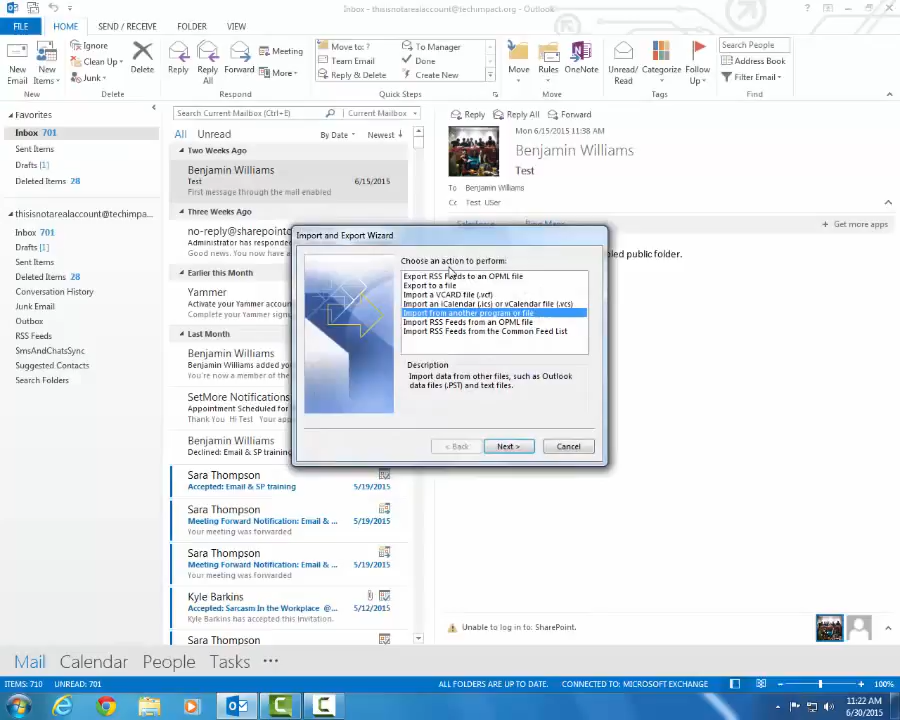 Inbox - thisisnotarealaccount@techimpact.org - Outlook
FILE HOME SEND / RECEIVE FOLDER VIEW
New Email
New Items
New
Ignore
Clean Up
Junk
Delete
Delete
Reply
Reply All
Forward
Meeting
More
Respond
Move to: ?
Team Email
Reply & Delete
To Manager
Done
Create New
Quick Steps
Move
Rules
OneNote
Move
Unread/ Read
Categorize
Follow Up
Tags
Search People
Address Book
Filter Email
Find
Favorites
Inbox 701
Sent Items
Drafts [1]
Deleted Items 28
thisisnotarealaccount@techimpa...
Inbox 701
Drafts [1]
Sent Items
Deleted Items 28
Conversation History
Journal
Junk Email
Outbox
RSS Feeds
SmsAndChatsSync
Suggested Contacts
Search Folders
Search Current Mailbox (Ctrl+E) Current Mailbox
All Unread By Date Newest
Two Weeks Ago
Benjamin Williams
Test 6/15/2015
First message through the mail enabled
Three Weeks Ago
no-reply@sharepoint
Administrator has responded
Good news. You now
Earlier this Month
Yammer
Activate your Yammer
Activate your Yammer account
Last Month
Benjamin Williams
Benjamin Williams added you
You're now a member of the
SetMore Notifications
Appointment Scheduled for
Thank You Hi Test Your app
Benjamin Williams
Declined: Email & SP training
Sara Thompson
Accepted: Email & SP training 5/19/2015
Sara Thompson
Meeting Forward Notification: Email & ... 5/19/2015
Your meeting was forwarded
Sara Thompson
Meeting Forward Notification: Email & ... 5/19/2015
Your meeting was forwarded.
Kyle Barkins
Accepted: Sarcasm In the Workplace @... 5/12/2015
Kyle Barkins has accepted this invitation.
Sara Thompson
Reply Reply All Forward
Mon 6/15/2015 11:38 AM
Benjamin Williams
Test
To Benjamin Williams
Cc Test USer
Salesforce
Get more apps
bled public folder.
Import and Export Wizard
Choose an action to perform:
Export RSS Feeds to an OPML file
Export to a file
Import a VCARD file (.vcf)
Import an iCalendar (.ics) or vCalendar file (.vcs)
Import from another program or file
Import RSS Feeds from an OPML file
Import RSS Feeds from the Common Feed List
Description
Import data from other files, such as Outlook
data files (.PST) and text files.
< Back Next > Cancel
Unable to log in to: SharePoint.
Mail Calendar People Tasks
ITEMS: 710 UNREAD: 701 ALL FOLDERS ARE UP TO DATE. CONNECTED TO: MICROSOFT EXCHANGE 100%
11:22 AM
6/30/2015